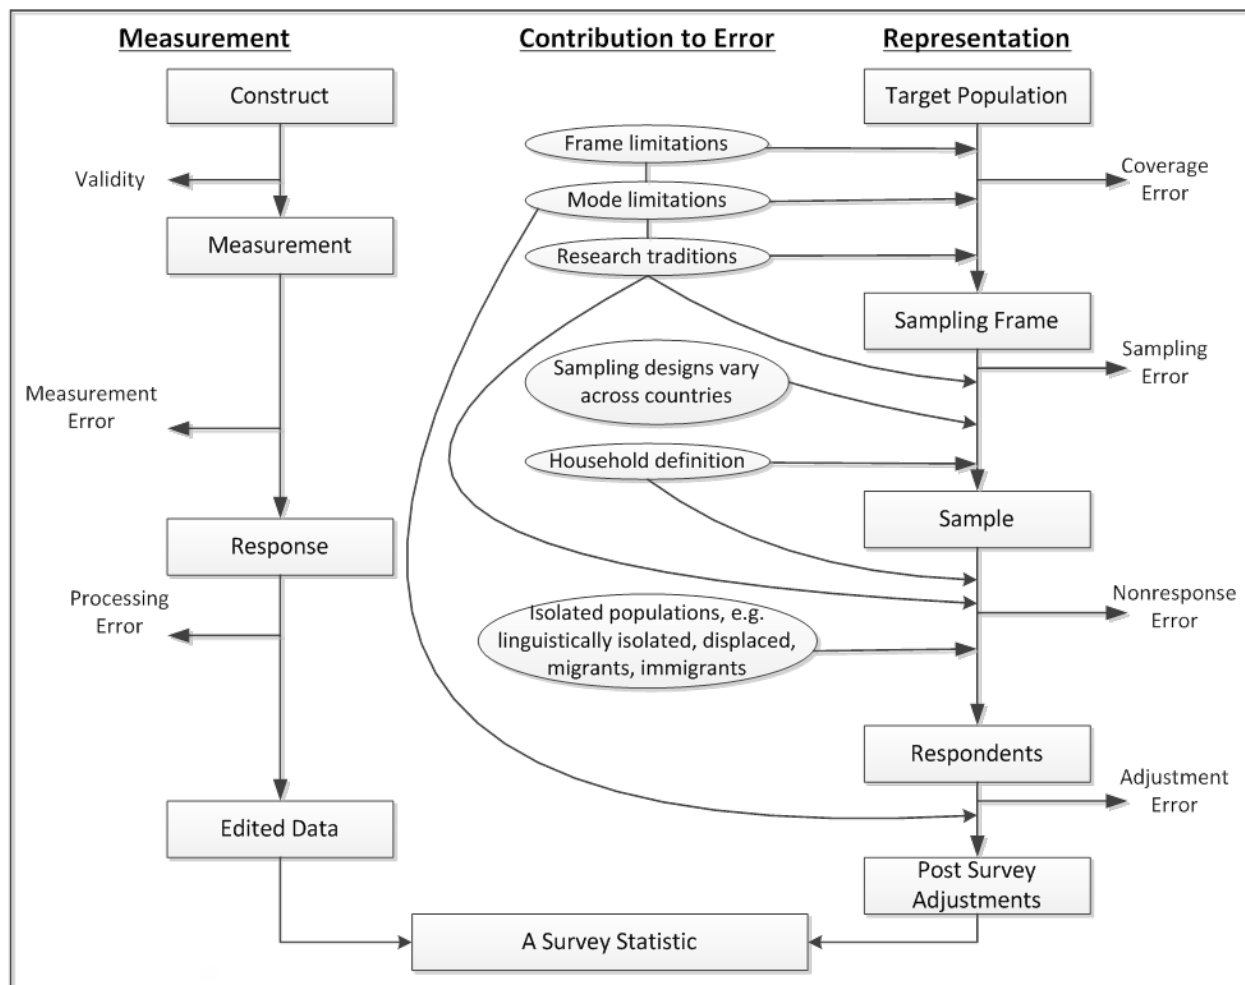 Measurement
Contribution to Error
Representation
Construct
Validity
Measurement
Measurement
Error
Response
Processing
Error
Edited Data
Frame limitations
Mode limitations
Research traditions
Sampling designs vary
across countries
Household definition
Isolated populations, e.g.
linguistically isolated, displaced,
migrants, immigrants
Target Population
Coverage
Error
Sampling Frame
Sampling
Error
Sample
Nonresponse
Error
Respondents
Adjustment
Error
Post Survey
Adjustments
A Survey Statistic